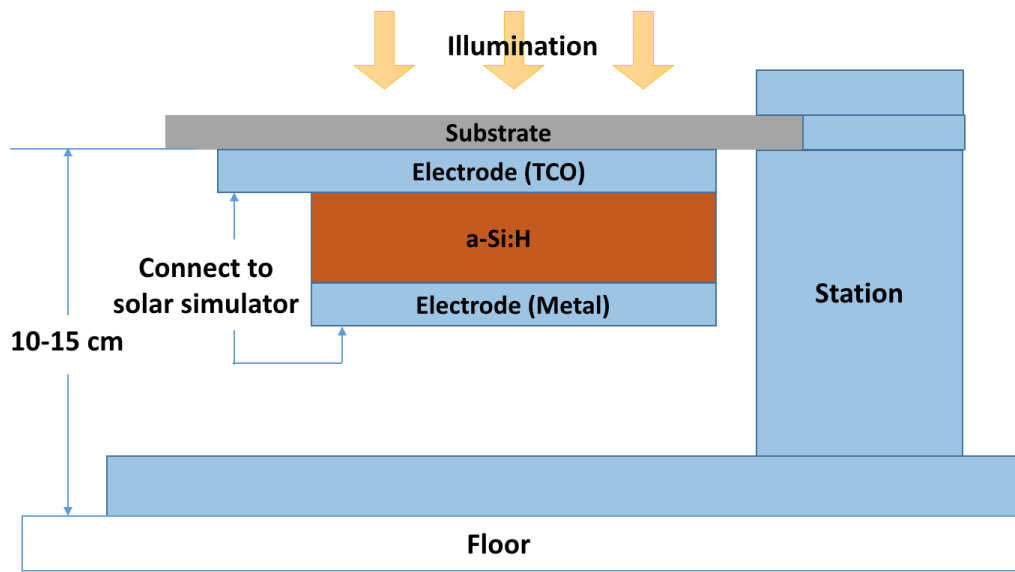 Illumination
Substrate
Electrode (TCO)
a-Si:H
Connect to
solar simulator
Electrode (Metal)
Station
10-15 cm
Floor